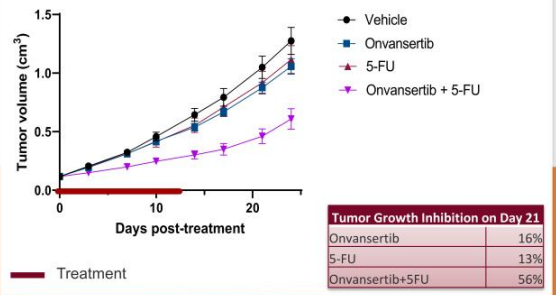 Tumor volume (cm³)
1.5
1.0
0.5
0.0
0
10
20
Days post-treatment
Vehicle
Onvansertib
5-FU
Onvansertib + 5-FU
Treatment
Tumor Growth Inhibition on Day 21
Onvansertib 16%
5-FU 13%
Onvansertib+5FU 56%